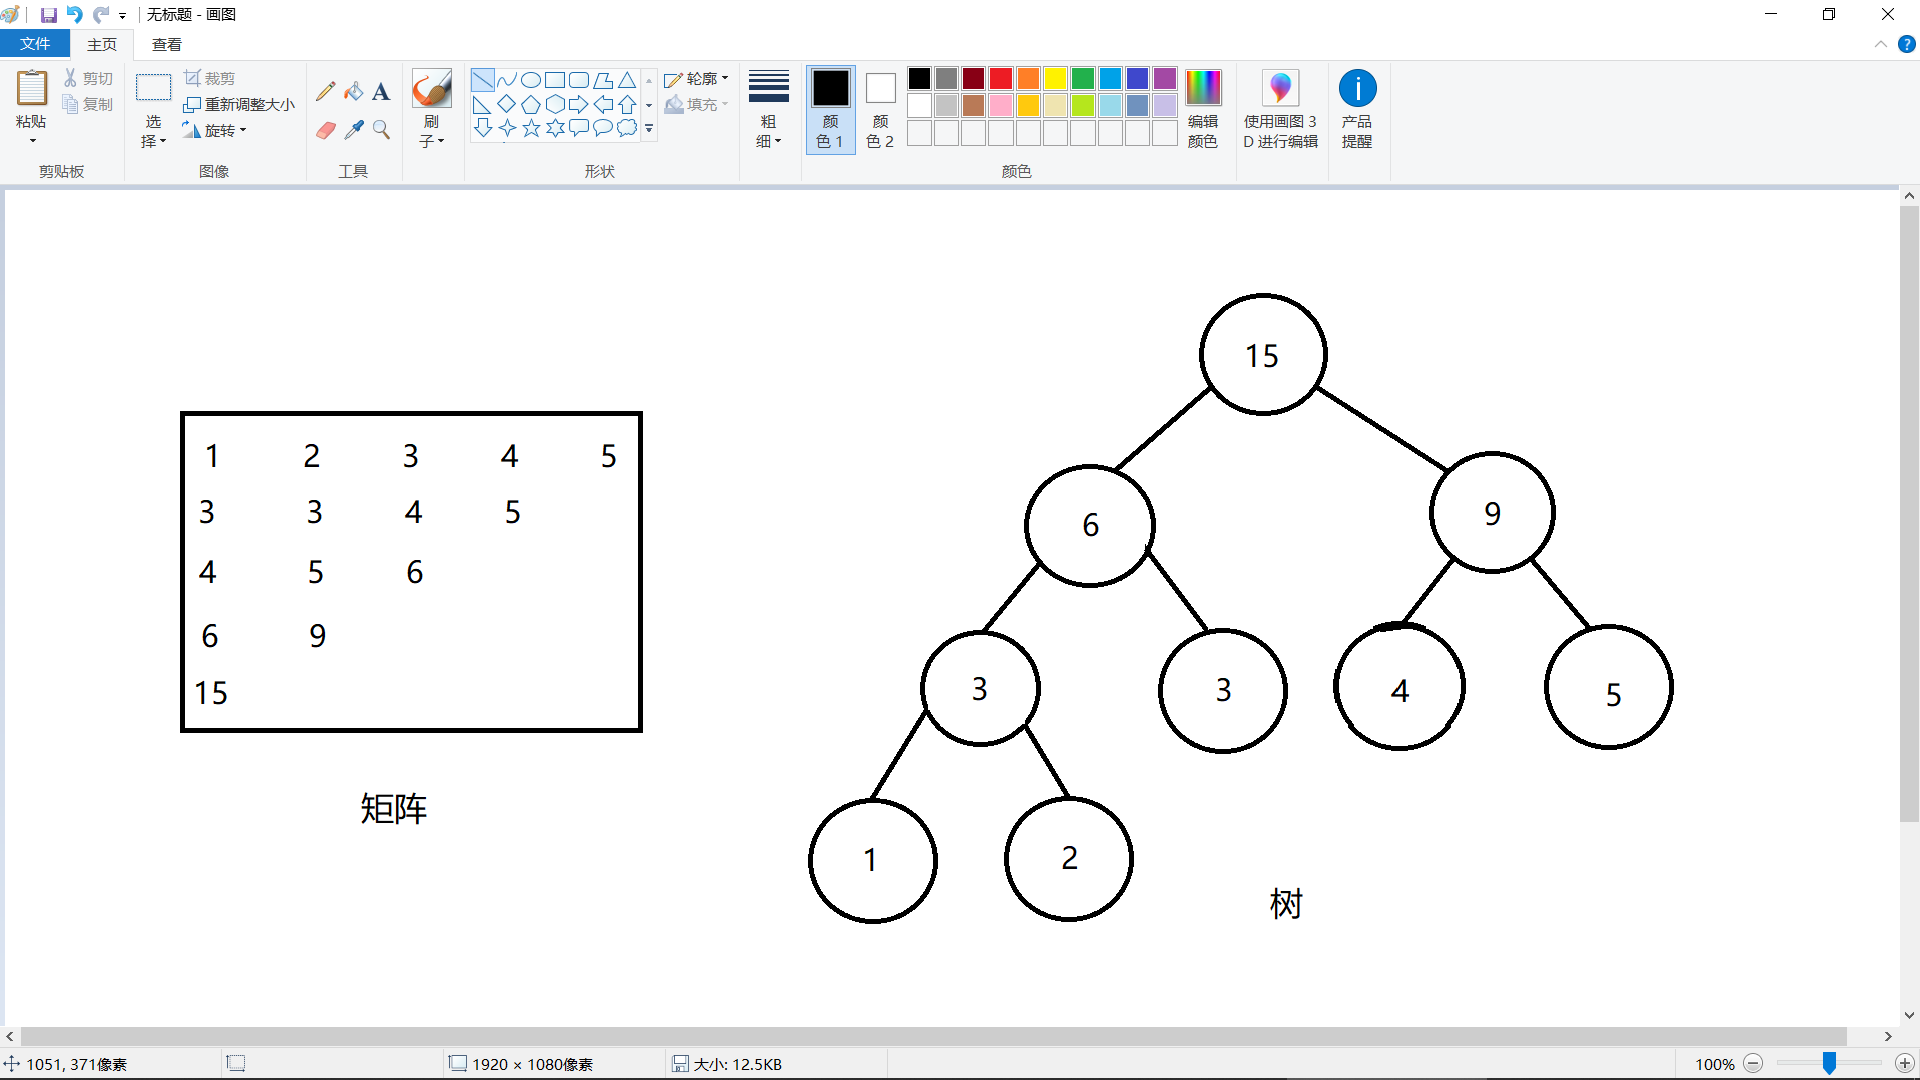 无标题 - 画图
文件 主页 查看
粘贴
剪切
复制
剪贴板
选择
裁剪
重新调整大小
旋转
图像
A
工具
刷子
形状
轮廓
填充
粗细
颜色 1
颜色 2
颜色
编辑颜色
使用画图 3D 进行编辑
产品提醒
1 2 3 4 5
3 3 4 5
4 5 6
6 9
15
矩阵
15
6 9
3 3 4 5
1 2
树
1051, 371像素 1920 × 1080像素 大小: 12.5KB 100%